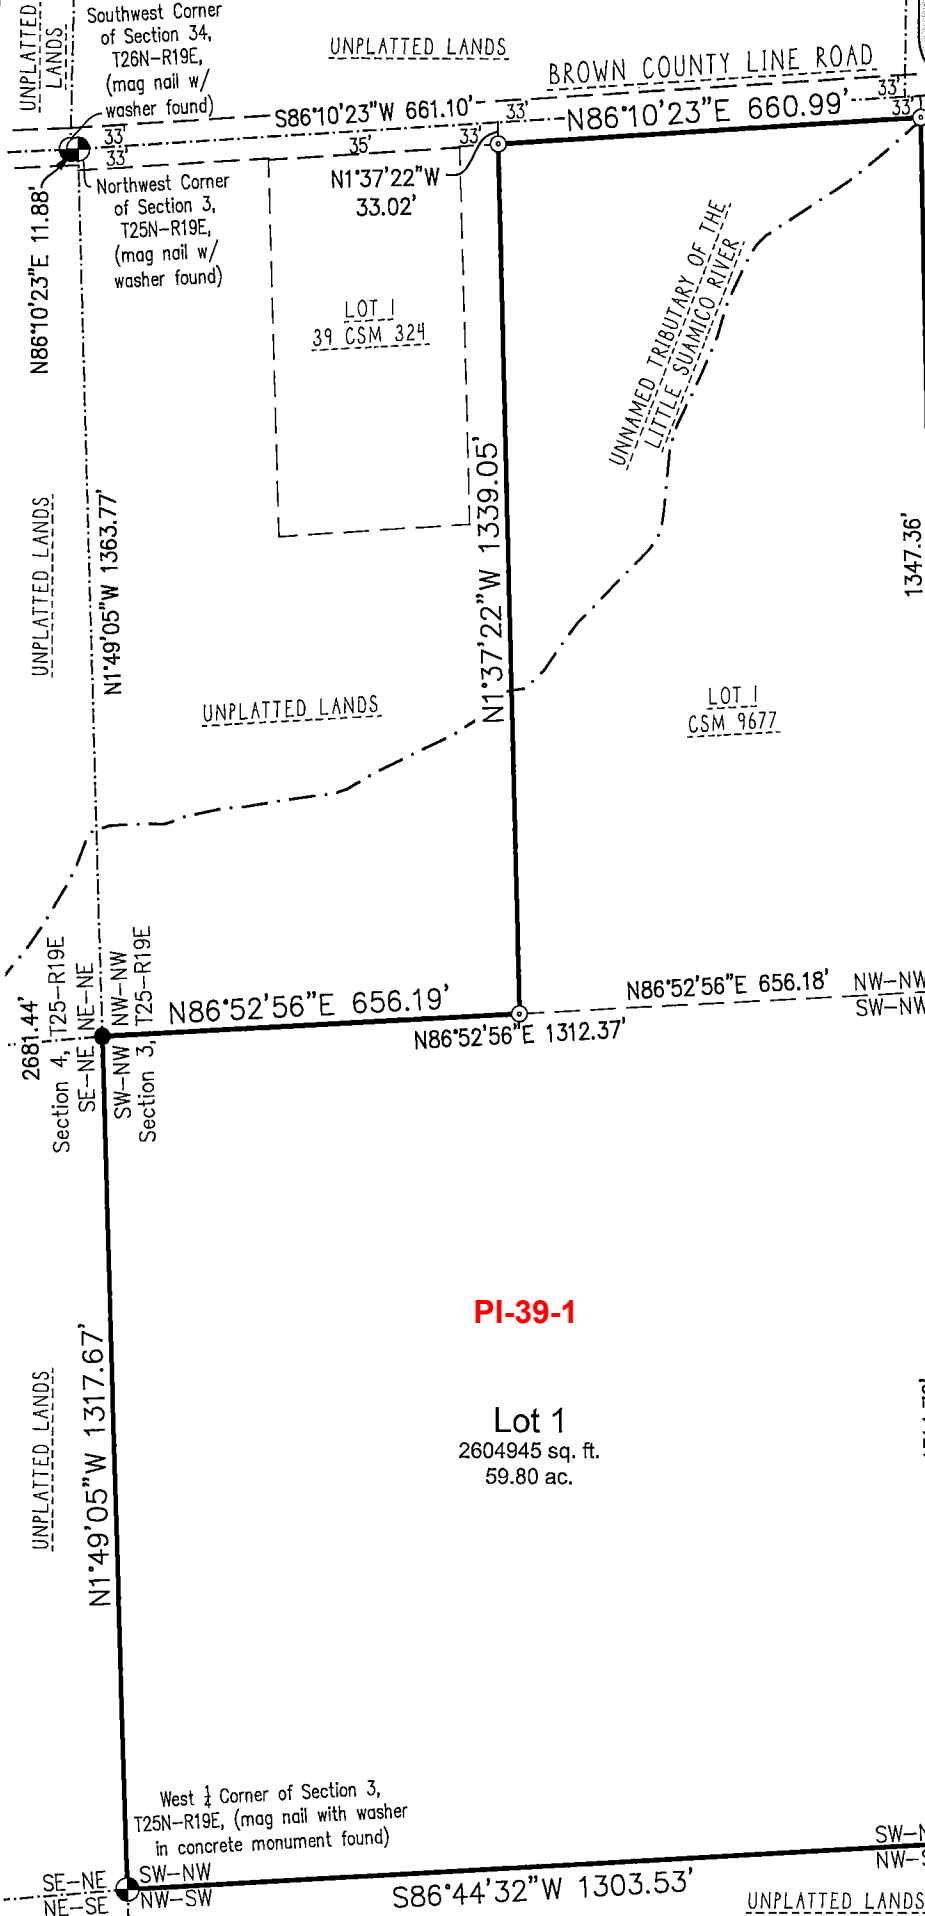 UNPLATTED
LANDS
Southwest Corner
of Section 34,
T26N-R19E,
(mag nail w/
washer found)
UNPLATTED LANDS
BROWN COUNTY LINE ROAD
S86°10'23"W 661.10'
33'
N86°10'23"E 660.99'
33'
33'
33'
33'
35'
33'
N1°37'22"W
33.02'
Northwest Corner
of Section 3,
T25N-R19E,
(mag nail w/
washer found)
N86°10'23"E 11.88'
LOT 1
39 CSM 324
UNNAMED TRIBUTARY OF THE
LITTLE SUAMICO RIVER
UNPLATTED LANDS
N1°49'05"W 1363.77'
N1°37'22"W 1339.05'
1347.36'
UNPLATTED LANDS
LOT 1
CSM 9677
2681.44'
Section 4, T25-R19E
SE-NE NE-NE
SW-NW NW-NW
Section 3, T25-R19E
N86°52'56"E 656.19'
N86°52'56"E 656.18'
NW-NW
SW-NW
N86°52'56"E 1312.37'
PI-39-1
Lot 1
2604945 sq. ft.
59.80 ac.
UNPLATTED LANDS
N1°49'05"W 1317.67'
West ¼ Corner of Section 3,
T25N-R19E, (mag nail with washer
in concrete monument found)
SE-NE
SW-NW
NE-SE
NW-SW
S86°44'32"W 1303.53'
SW-N
NW-S
UNPLATTED LANDS